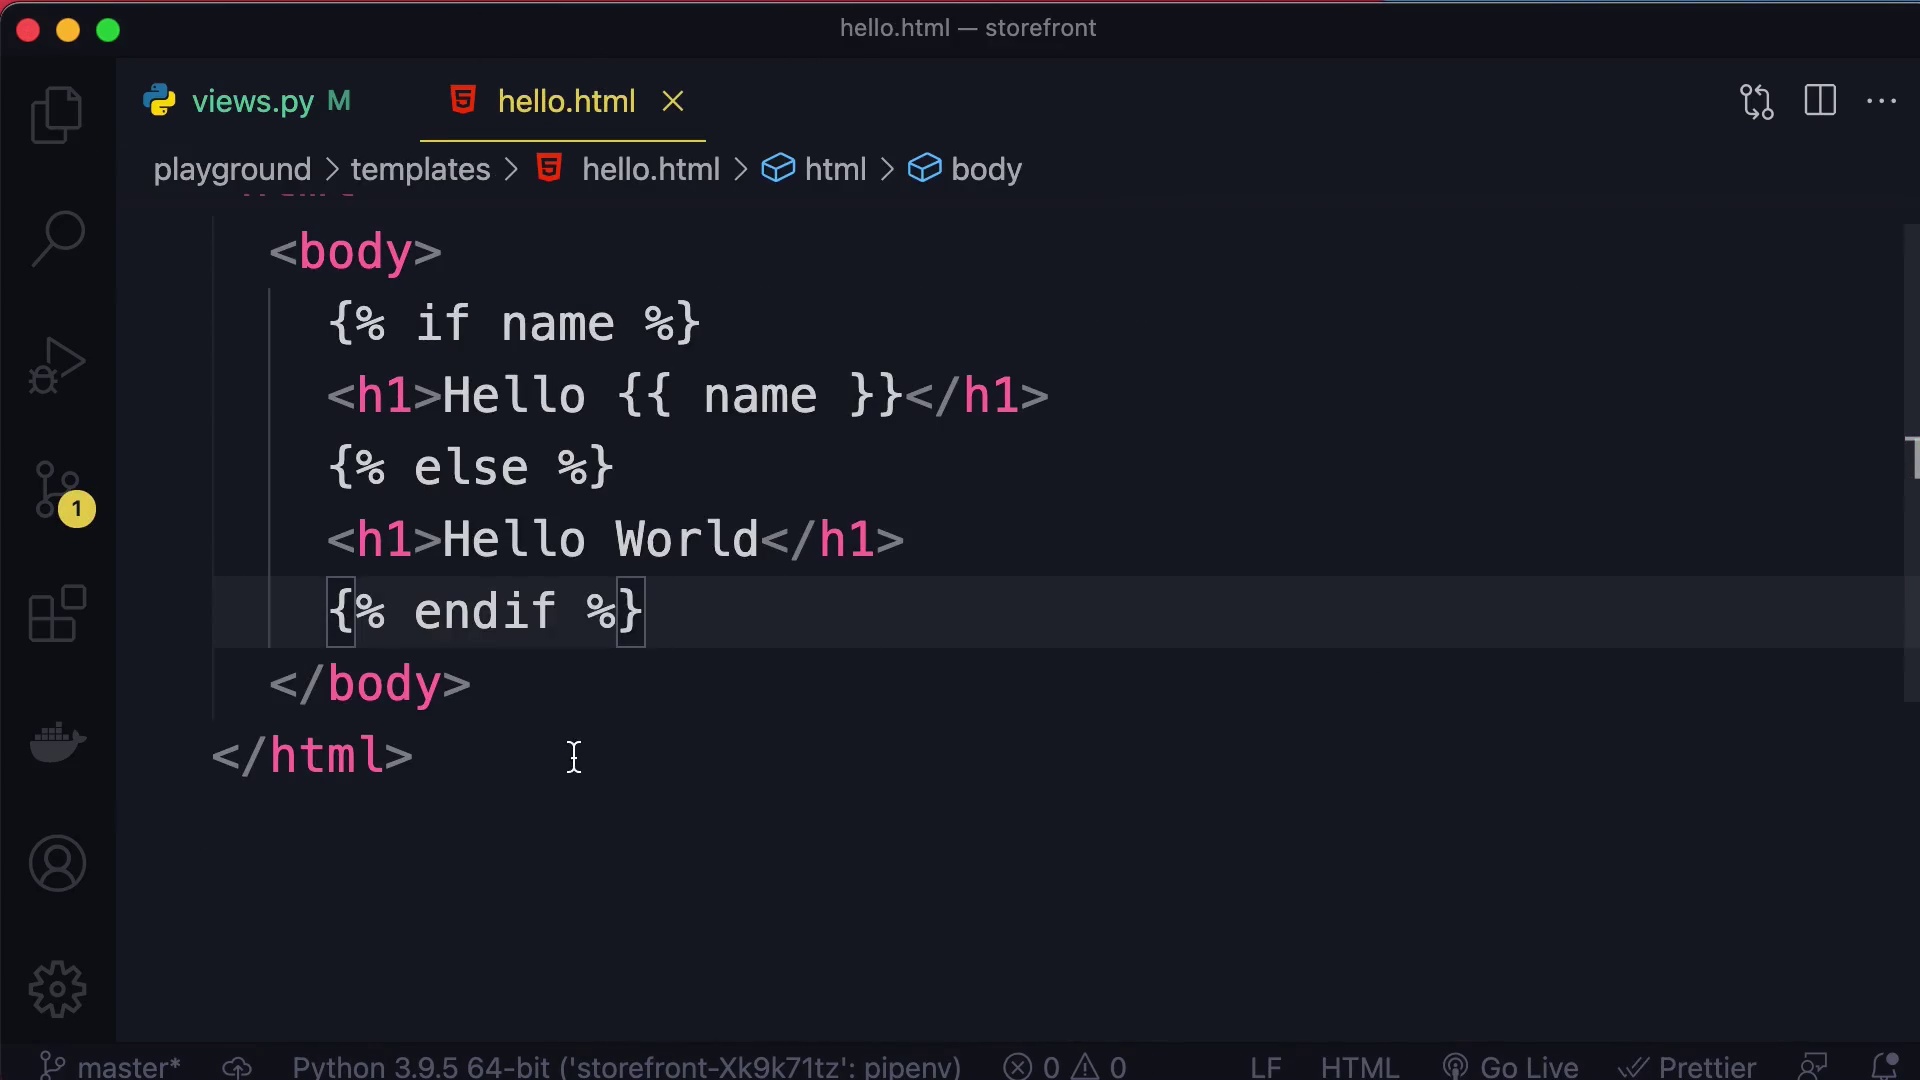 hello.html — storefront
views.py M
hello.html
playground > templates > hello.html > html > body
<body>
{% if name %}
<h1>Hello {{ name }}</h1>
{% else %}
<h1>Hello World</h1>
{% endif %}
</body>
</html>
1
master* Python 3.9.5 64-bit ('storefront-Xk9k71tz': pipenv) 0 0 LF HTML Go Live Prettier